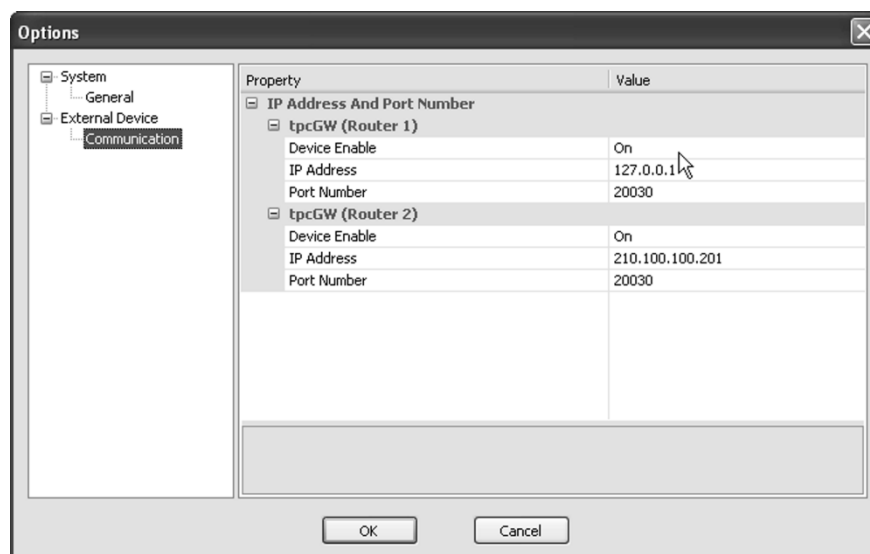 Options
System
General
External Device
Communication
Property Value
IP Address And Port Number
tpcGW (Router 1)
Device Enable On
IP Address 127.0.0.1
Port Number 20030
tpcGW (Router 2)
Device Enable On
IP Address 210.100.100.201
Port Number 20030
OK Cancel